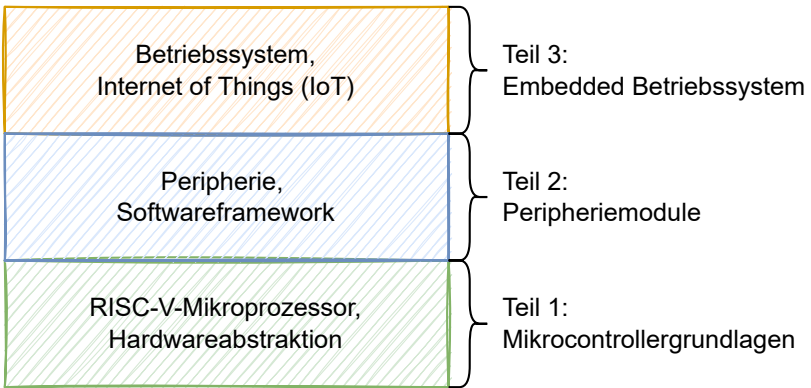 Betriebssystem,
Internet of Things (IoT)
Teil 3:
Embedded Betriebssystem
Peripherie,
Softwareframework
Teil 2:
Peripheriemodule
RISC-V-Mikroprozessor,
Hardwareabstraktion
Teil 1:
Mikrocontrollergrundlagen